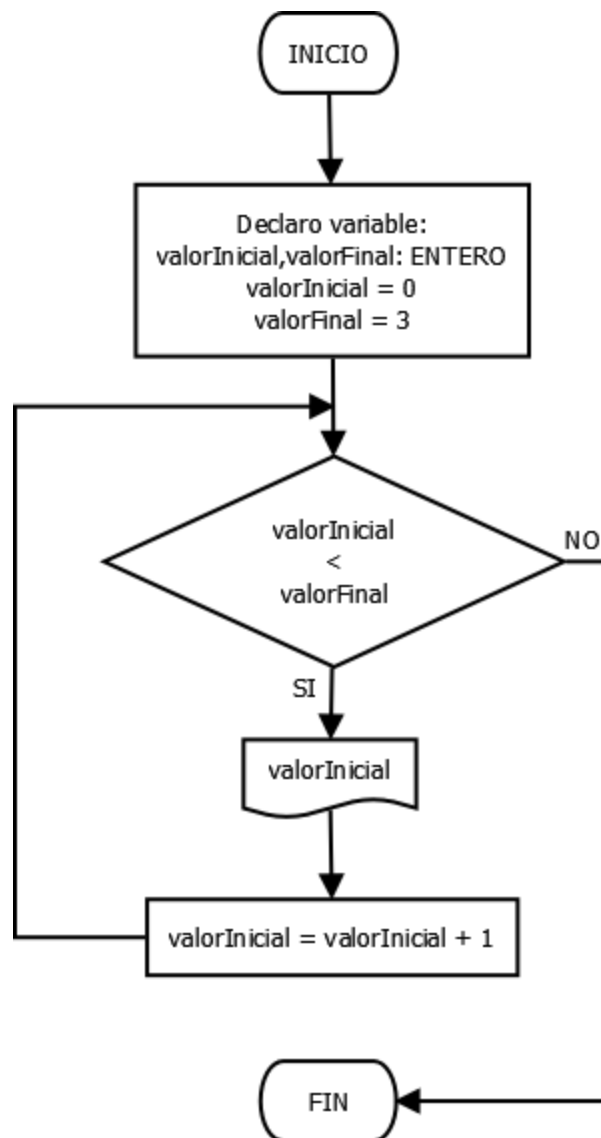 INICIO
Declaro variable:
valorInicial,valorFinal: ENTERO
valorInicial = 0
valorFinal = 3
valorInicial
<
valorFinal
NO
SI
valorInicial
valorInicial = valorInicial + 1
FIN